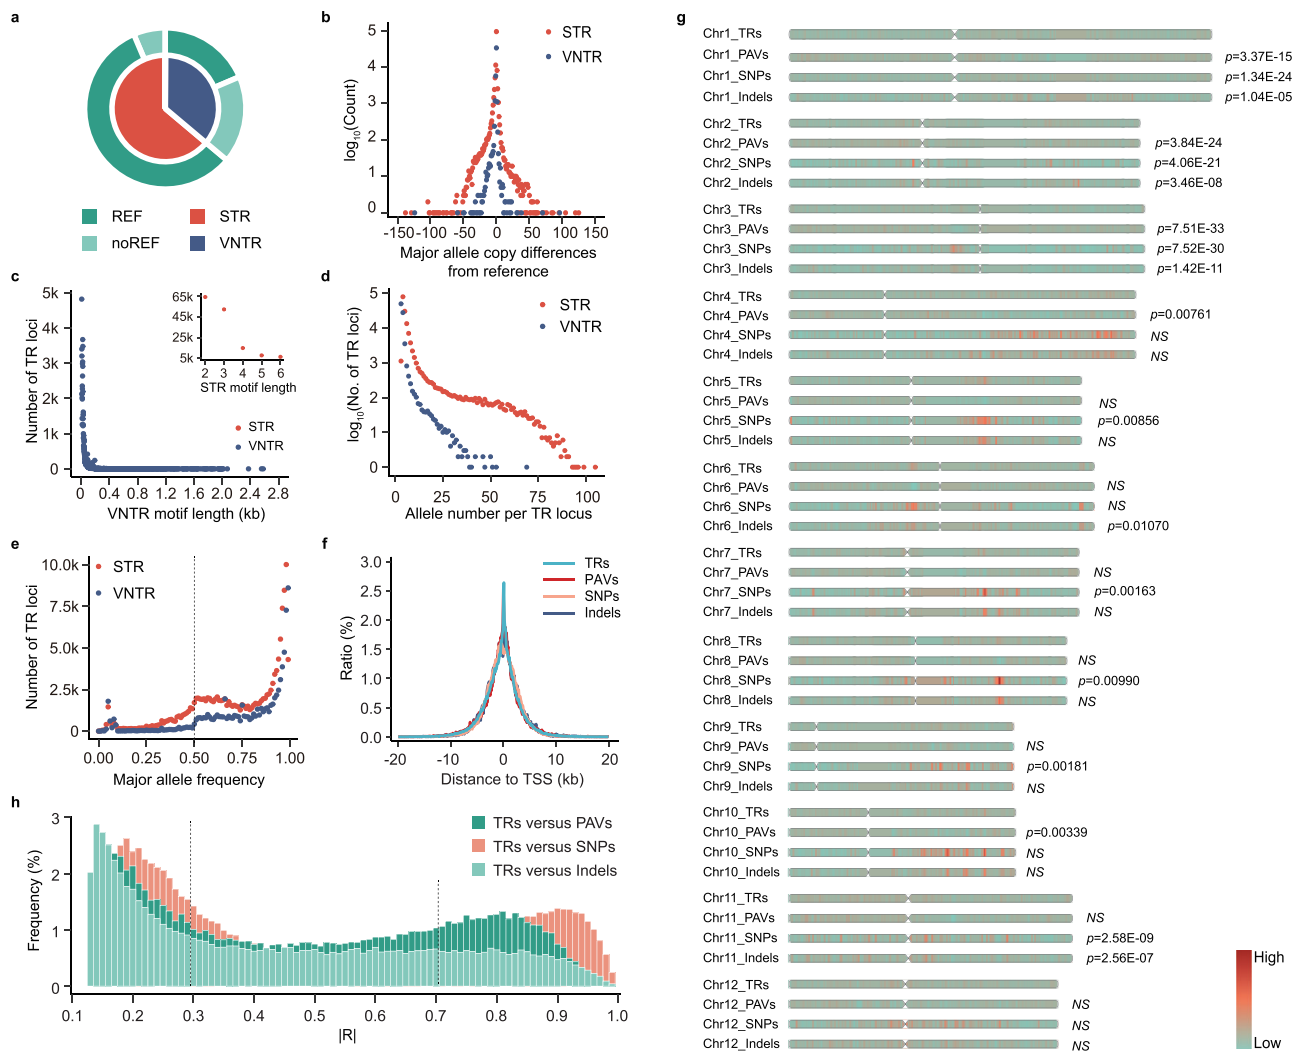 a
REF
STR
noREF
VNTR
b
STR
VNTR
log10(Count)
5
4
3
2
1
0
-150 -100 -50 0 50 100 150
Major allele copy differences
from reference
c
Number of TR loci
5k
4k
3k
2k
1k
0
65k
45k
25k
5k
2 3 4 5 6
STR motif length
STR
VNTR
0 0.4 0.8 1.2 1.6 2.0 2.4 2.8
VNTR motif length (kb)
d
log10(No. of TR loci)
5
4
3
2
1
0
STR
VNTR
0 25 50 75 100
Allele number per TR locus
e
Number of TR loci
10.0k
7.5k
5.0k
2.5k
0
STR
VNTR
0.00 0.25 0.50 0.75 1.00
Major allele frequency
f
Ratio (%)
3.0
2.5
2.0
1.5
1.0
0.5
0.0
TRs
PAVs
SNPs
Indels
-20 -10 0 10 20
Distance to TSS (kb)
h
Frequency (%)
3
2
1
0
TRs versus PAVs
TRs versus SNPs
TRs versus Indels
0.1 0.2 0.3 0.4 0.5 0.6 0.7 0.8 0.9 1.0
|R|
g
Chr1_TRs
Chr1_PAVs p=3.37E-15
Chr1_SNPs p=1.34E-24
Chr1_Indels p=1.04E-05
Chr2_TRs
Chr2_PAVs p=3.84E-24
Chr2_SNPs p=4.06E-21
Chr2_Indels p=3.46E-08
Chr3_TRs
Chr3_PAVs p=7.51E-33
Chr3_SNPs p=7.52E-30
Chr3_Indels p=1.42E-11
Chr4_TRs
Chr4_PAVs p=0.00761
Chr4_SNPs NS
Chr4_Indels NS
Chr5_TRs
Chr5_PAVs NS
Chr5_SNPs p=0.00856
Chr5_Indels NS
Chr6_TRs
Chr6_PAVs NS
Chr6_SNPs NS
Chr6_Indels p=0.01070
Chr7_TRs
Chr7_PAVs NS
Chr7_SNPs p=0.00163
Chr7_Indels NS
Chr8_TRs
Chr8_PAVs NS
Chr8_SNPs p=0.00990
Chr8_Indels NS
Chr9_TRs
Chr9_PAVs NS
Chr9_SNPs p=0.00181
Chr9_Indels NS
Chr10_TRs
Chr10_PAVs p=0.00339
Chr10_SNPs NS
Chr10_Indels NS
Chr11_TRs
Chr11_PAVs NS
Chr11_SNPs p=2.58E-09
Chr11_Indels p=2.56E-07
Chr12_TRs
Chr12_PAVs NS
Chr12_SNPs NS
Chr12_Indels NS
High
Low